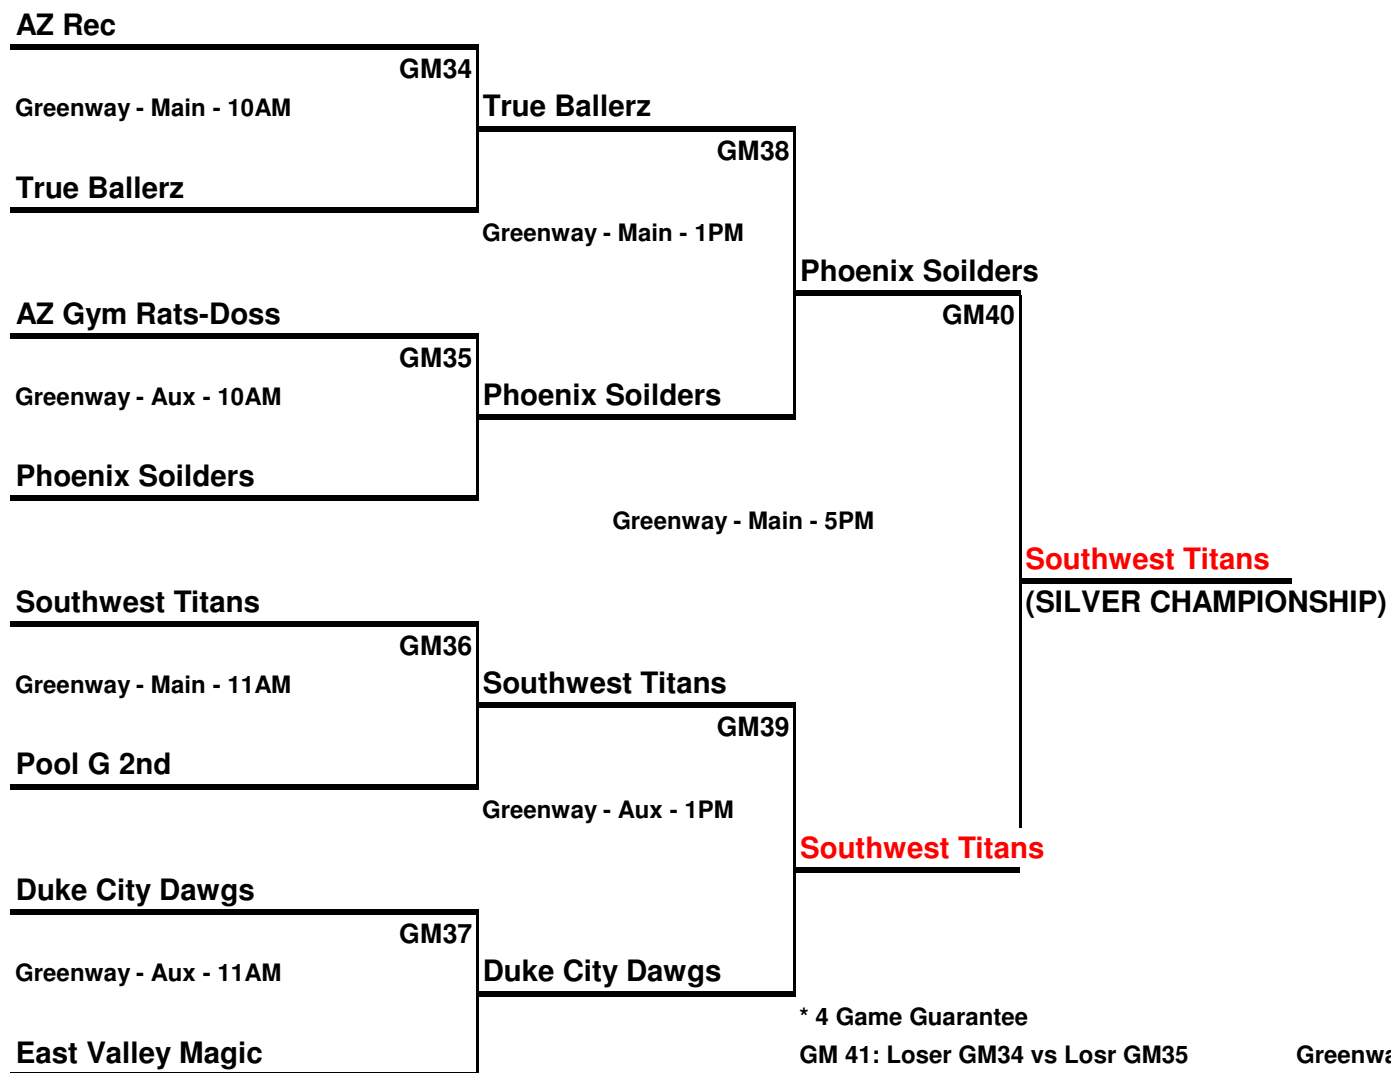 AZ Rec
GM34
Greenway - Main - 10AM
True Ballerz
GM38
True Ballerz
Greenway - Main - 1PM
Phoenix Soilders
AZ Gym Rats-Doss
GM40
GM35
Greenway - Aux - 10AM
Phoenix Soilders
Phoenix Soilders
Greenway - Main - 5PM
Southwest Titans
Southwest Titans
(SILVER CHAMPIONSHIP)
GM36
Greenway - Main - 11AM
Southwest Titans
GM39
Pool G 2nd
Greenway - Aux - 1PM
Southwest Titans
Duke City Dawgs
GM37
Greenway - Aux - 11AM
Duke City Dawgs
* 4 Game Guarantee
East Valley Magic
GM 41: Loser GM34 vs Losr GM35